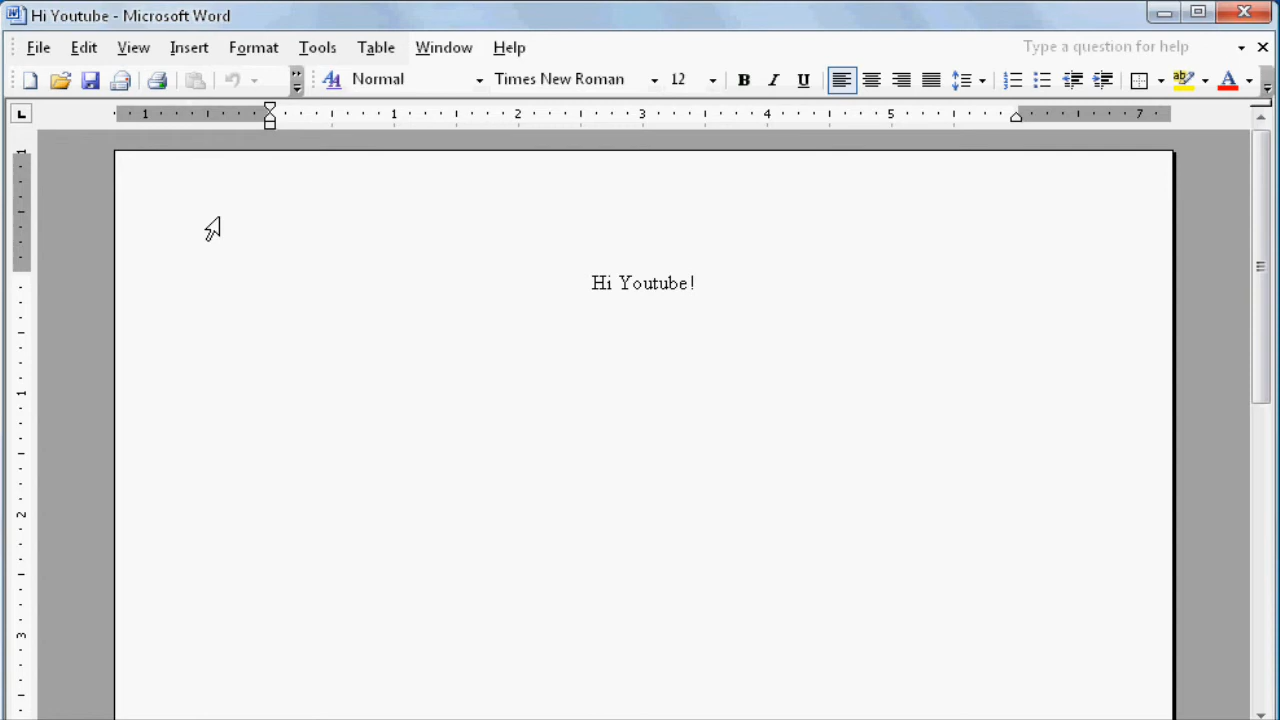 Hi Youtube - Microsoft Word
File Edit View Insert Format Tools Table Window Help Type a question for help
Normal Times New Roman 12 B I U A
L 1 1 2 3 4 5 7
Hi Youtube!
1
1
2
3